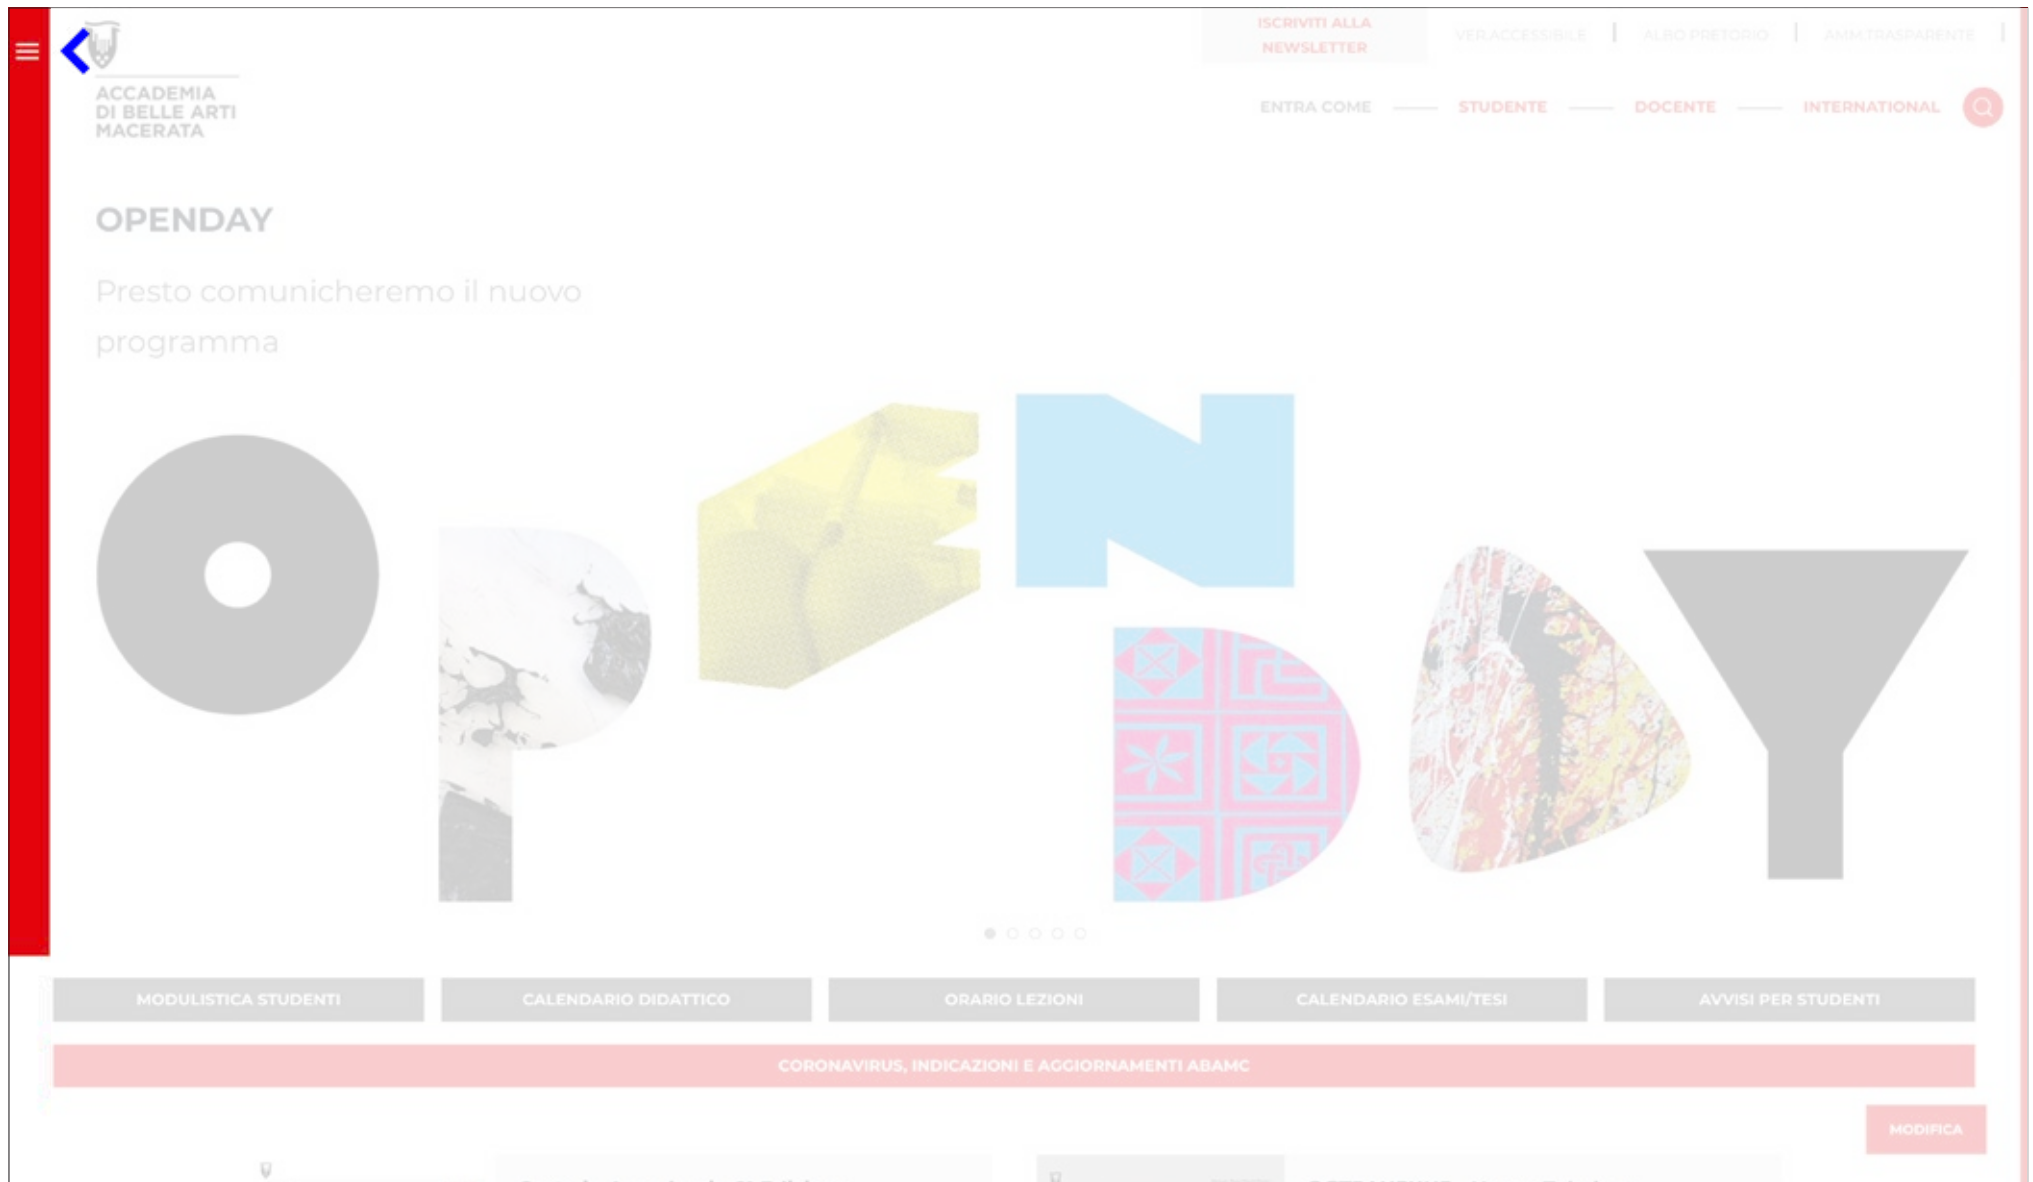 ISCRIVITI ALLA
NEWSLETTER
VER.ACCESSIBILE
ALBO PRETORIO
AMM.TRASPARENTE
ACCADEMIA
DI BELLE ARTI
MACERATA
ENTRA COME
STUDENTE
DOCENTE
INTERNATIONAL
OPENDAY
Presto comunicheremo il nuovo
programma
OPEN
DAY
MODULISTICA STUDENTI
CALENDARIO DIDATTICO
ORARIO LEZIONI
CALENDARIO ESAMI/TESI
AVVISI PER STUDENTI
CORONAVIRUS, INDICAZIONI E AGGIORNAMENTI ABAMC
MODIFICA